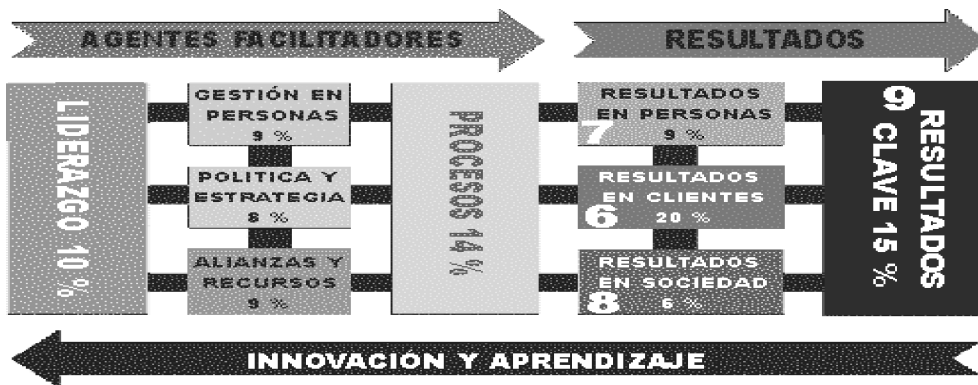 AGENTES FACILITADORES
RESULTADOS
LIDERAZGO 10 %
GESTIÓN EN
PERSONAS
9 %
POLITICA Y
ESTRATEGIA
8 %
ALIANZAS Y
RECURSOS
9 %
PROCESOS 14 %
RESULTADOS
EN PERSONAS
7 9 %
RESULTADOS
EN CLIENTES
6 20 %
RESULTADOS
EN SOCIEDAD
8 6 %
9 RESULTADOS
CLAVE 15 %
INNOVACIÓN Y APRENDIZAJE